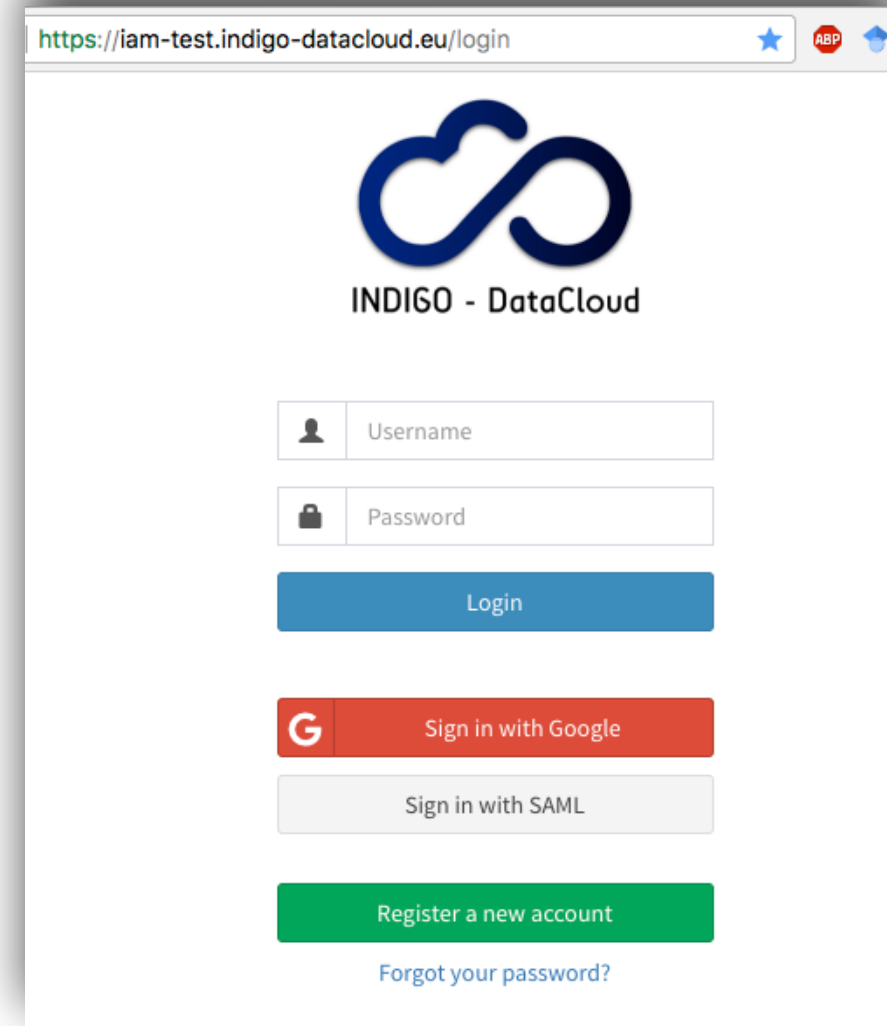 https://iam-test.indigo-datacloud.eu/login
ABP
INDIGO - DataCloud
Username
Password
Login
G Sign in with Google
Sign in with SAML
Register a new account
Forgot your password?